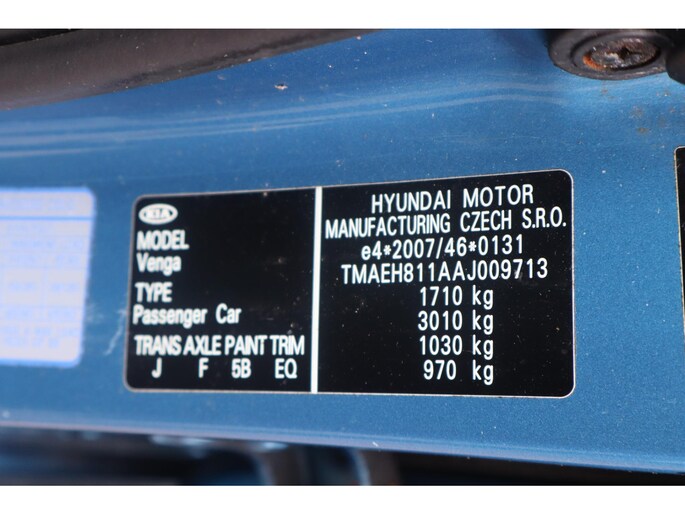 KIA
MODEL
Venga
TYPE
Passenger Car
TRANS AXLE PAINT TRIM
J F 5B EQ
HYUNDAI MOTOR
MANUFACTURING CZECH S.R.O.
e4*2007/46*0131
TMAEH811AAJ009713
1710 kg
3010 kg
1030 kg
970 kg